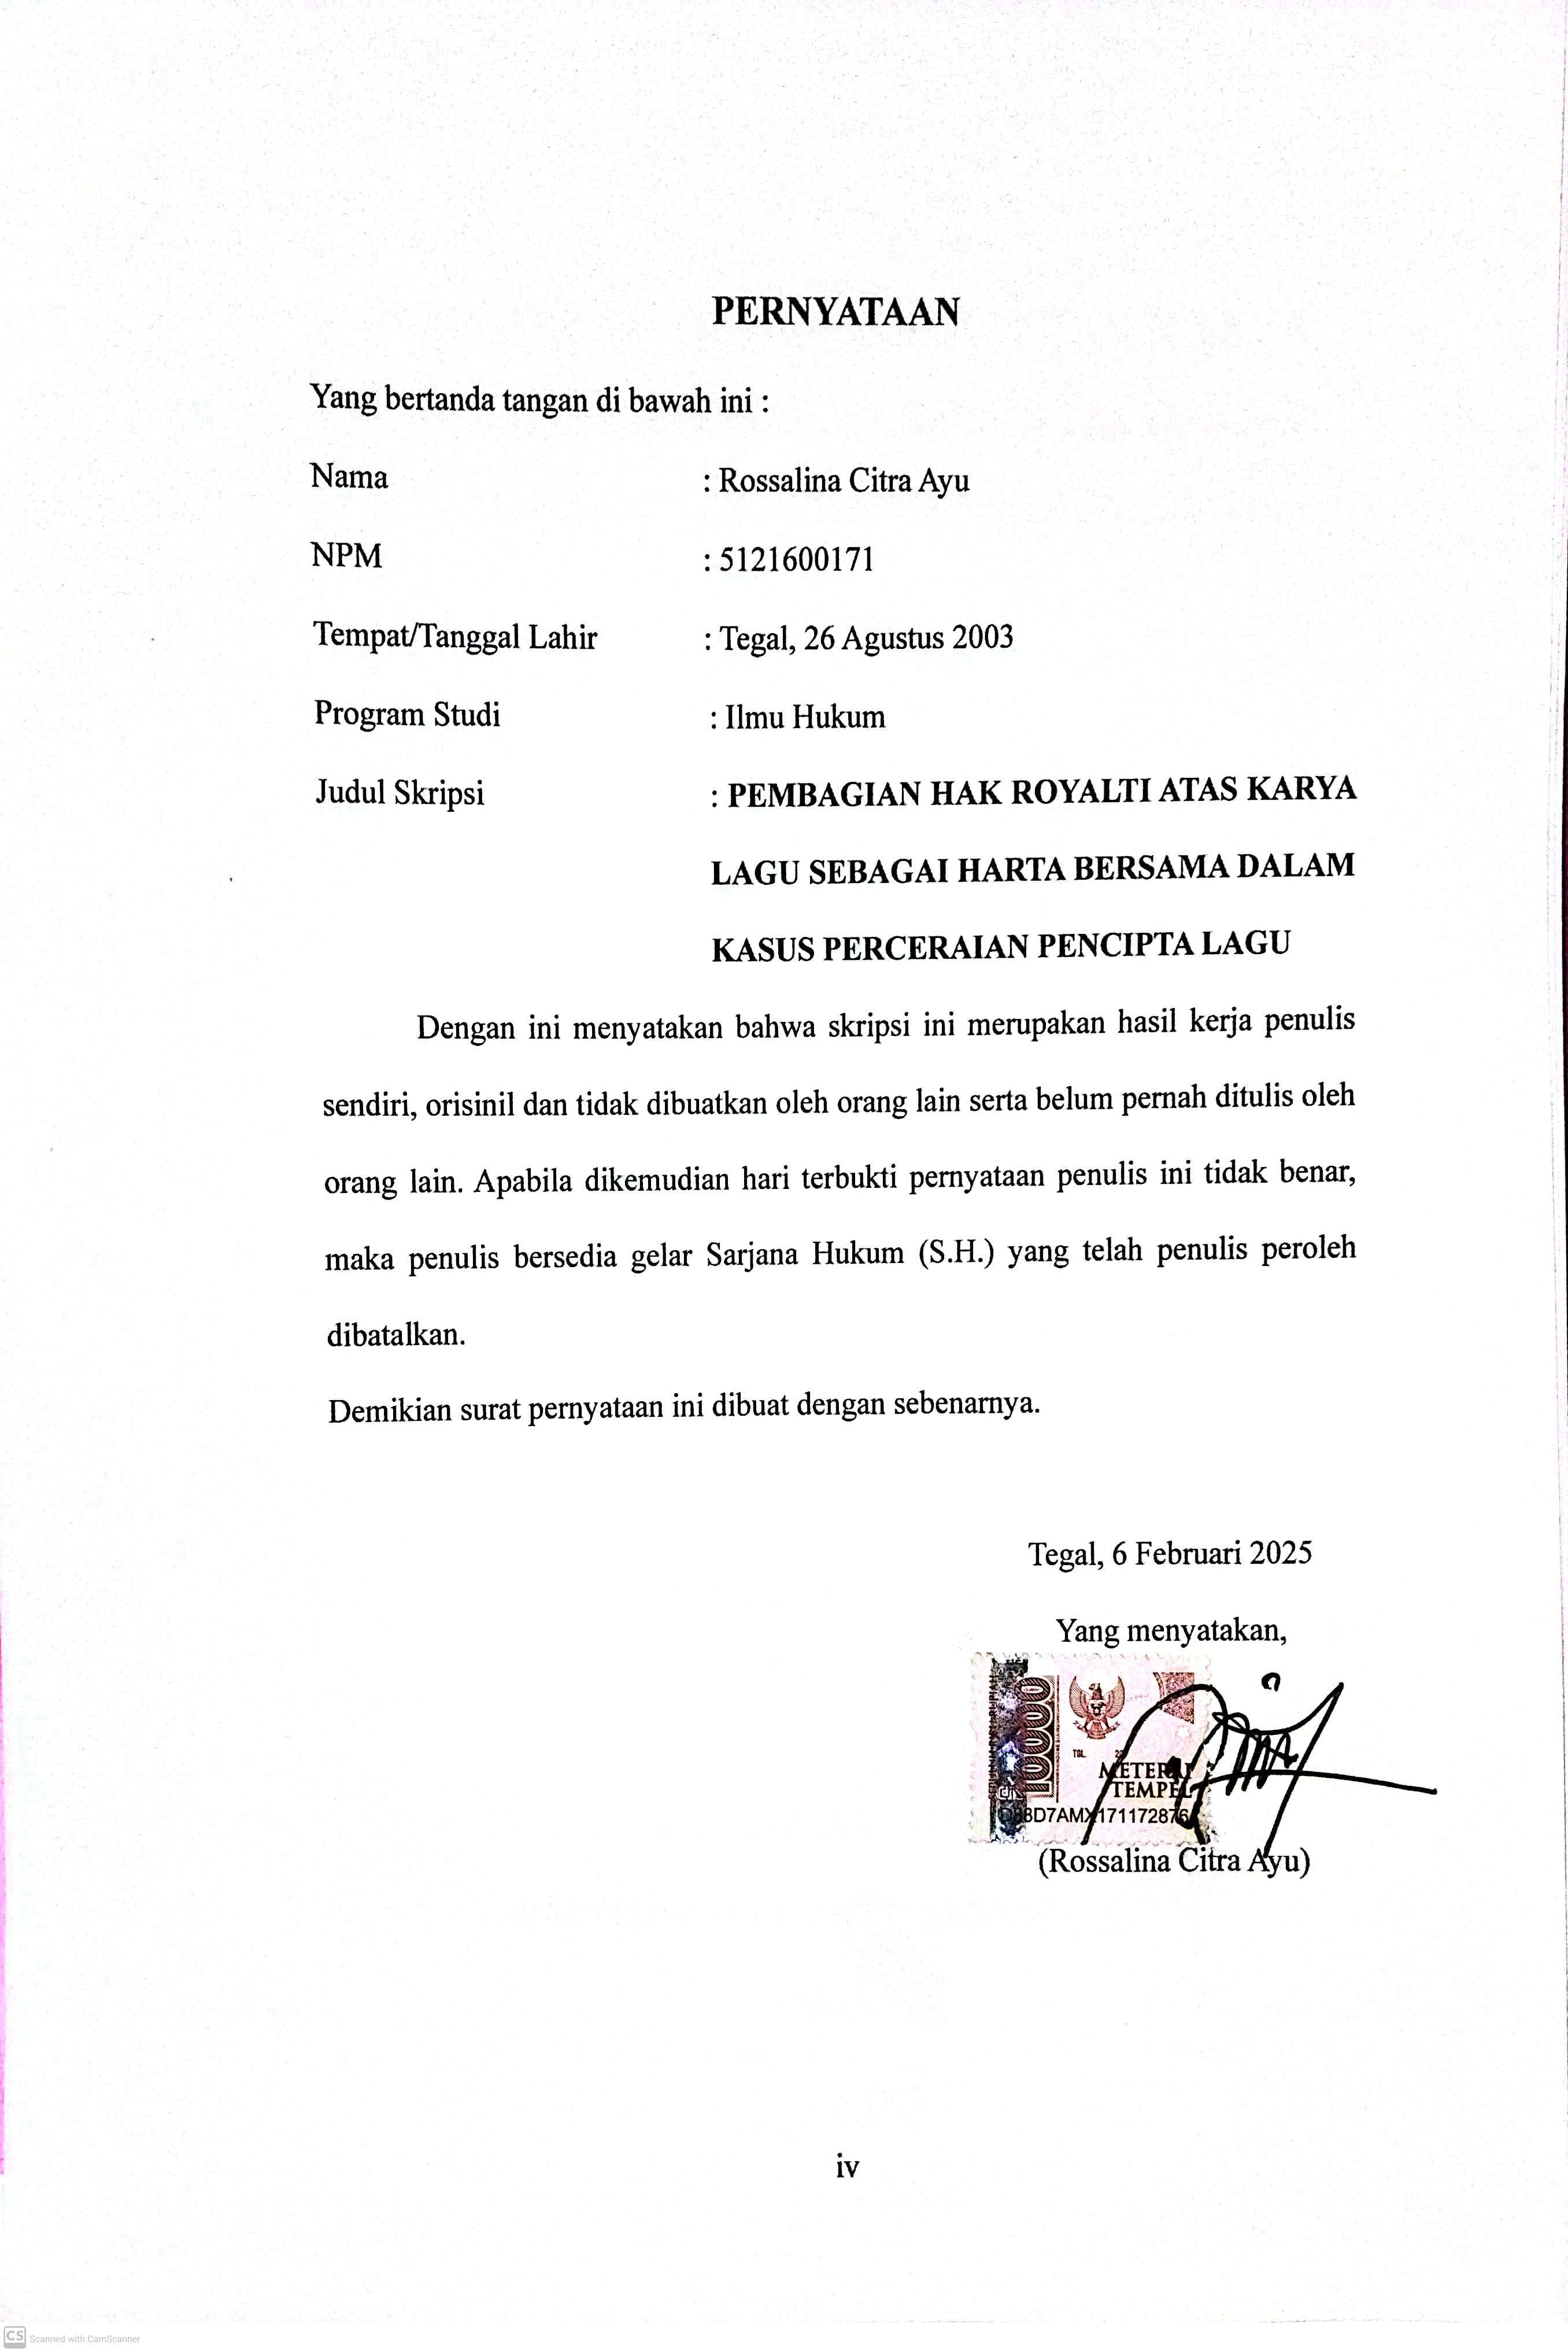 PERNYATAAN
Yang bertanda tangan di bawah ini :
Nama : Rossalina Citra Ayu
NPM : 5121600171
Tempat/Tanggal Lahir : Tegal, 26 Agustus 2003
Program Studi : Ilmu Hukum
Judul Skripsi : PEMBAGIAN HAK ROYALTI ATAS KARYA
LAGU SEBAGAI HARTA BERSAMA DALAM
KASUS PERCERAIAN PENCIPTA LAGU
Dengan ini menyatakan bahwa skripsi ini merupakan hasil kerja penulis
sendiri, orisinil dan tidak dibuatkan oleh orang lain serta belum pernah ditulis oleh
orang lain. Apabila dikemudian hari terbukti pernyataan penulis ini tidak benar,
maka penulis bersedia gelar Sarjana Hukum (S.H.) yang telah penulis peroleh
dibatalkan.
Demikian surat pernyataan ini dibuat dengan sebenarnya.
Tegal, 6 Februari 2025
Yang menyatakan,
10000
TGL.
METERAI
TEMPEL
(Rossalina Citra Ayu)
iv
CS Scanned with CamScanner